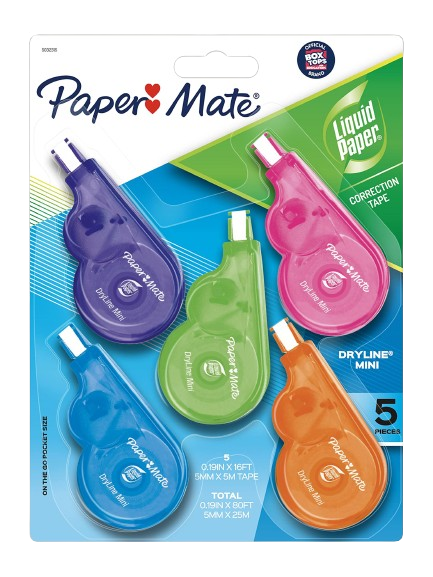 5032315
OFFICIAL
BOX TOPS
BRAND
Paper Mate®
Liquid
Paper®
CORRECTION
TAPE
Paper Mate
DryLine Mini
Paper Mate
DryLine Mini
Paper Mate
DryLine Mini
DRYLINE®
MINI
5
PIECES
Paper Mate
DryLine Mini
Paper Mate
DryLine Mini
ON THE GO POCKET SIZE
5
0.19IN X 16FT
5MM X 5M TAPE
TOTAL
0.19IN X 80FT
5MM X 25M